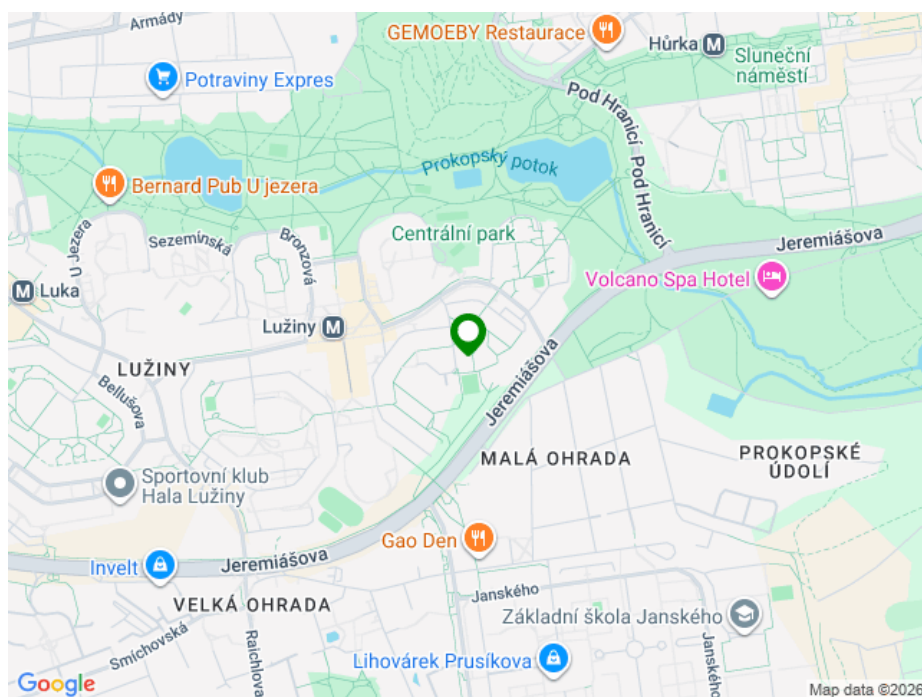 Armády
GEMOEBY Restaurace
Hůrka M
Sluneční
náměstí
Potraviny Expres
Pod Hranicí
Pod Hranicí
Prokopský potok
Bernard Pub U jezera
U Jezera
Sezemínská
Bronzová
Centrální park
Jeremiášova
Volcano Spa Hotel
M Luka
Lužiny M
LUŽINY
Bellušova
Jeremiášova
MALÁ OHRADA
PROKOPSKÉ
ÚDOLÍ
Sportovní klub
Hala Lužiny
Gao Den
Invelt
Jeremiášova
VELKÁ OHRADA
Janského
Základní škola Janského
Smíchovská
Raichlova
Janského
Lihovárek Prusíkova
Google
Map data ©2025